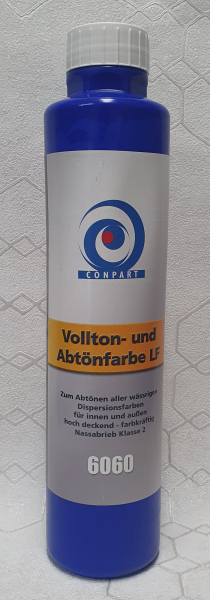 CONPART
Vollton- und
Abtönfarbe LF
Zum Abtönen aller wässrigen
Dispersionsfarben
für innen und außen
hoch deckend - farbkräftig
Nassabrieb Klasse 2
6060